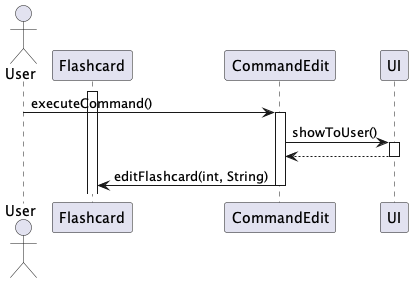 User
Flashcard
CommandEdit
UI
executeCommand()
showToUser()
editFlashcard(int, String)
User
Flashcard
CommandEdit
UI